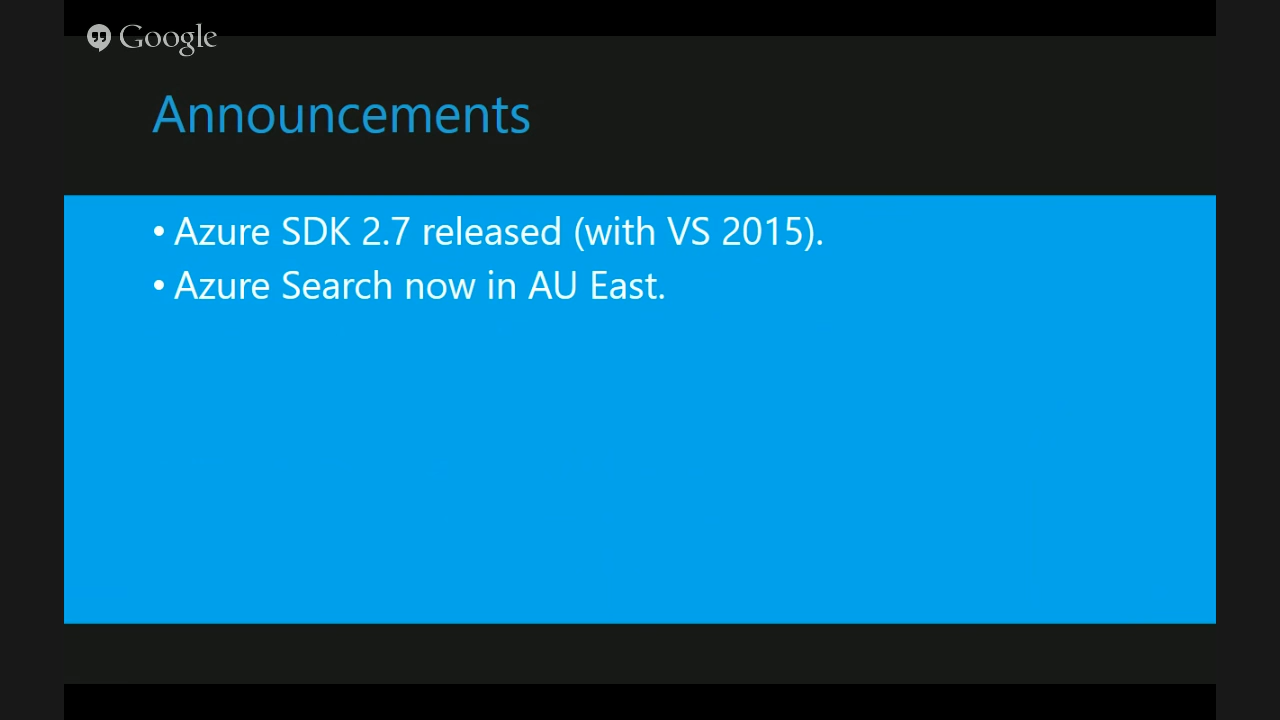 Google
Announcements
• Azure SDK 2.7 released (with VS 2015).
• Azure Search now in AU East.